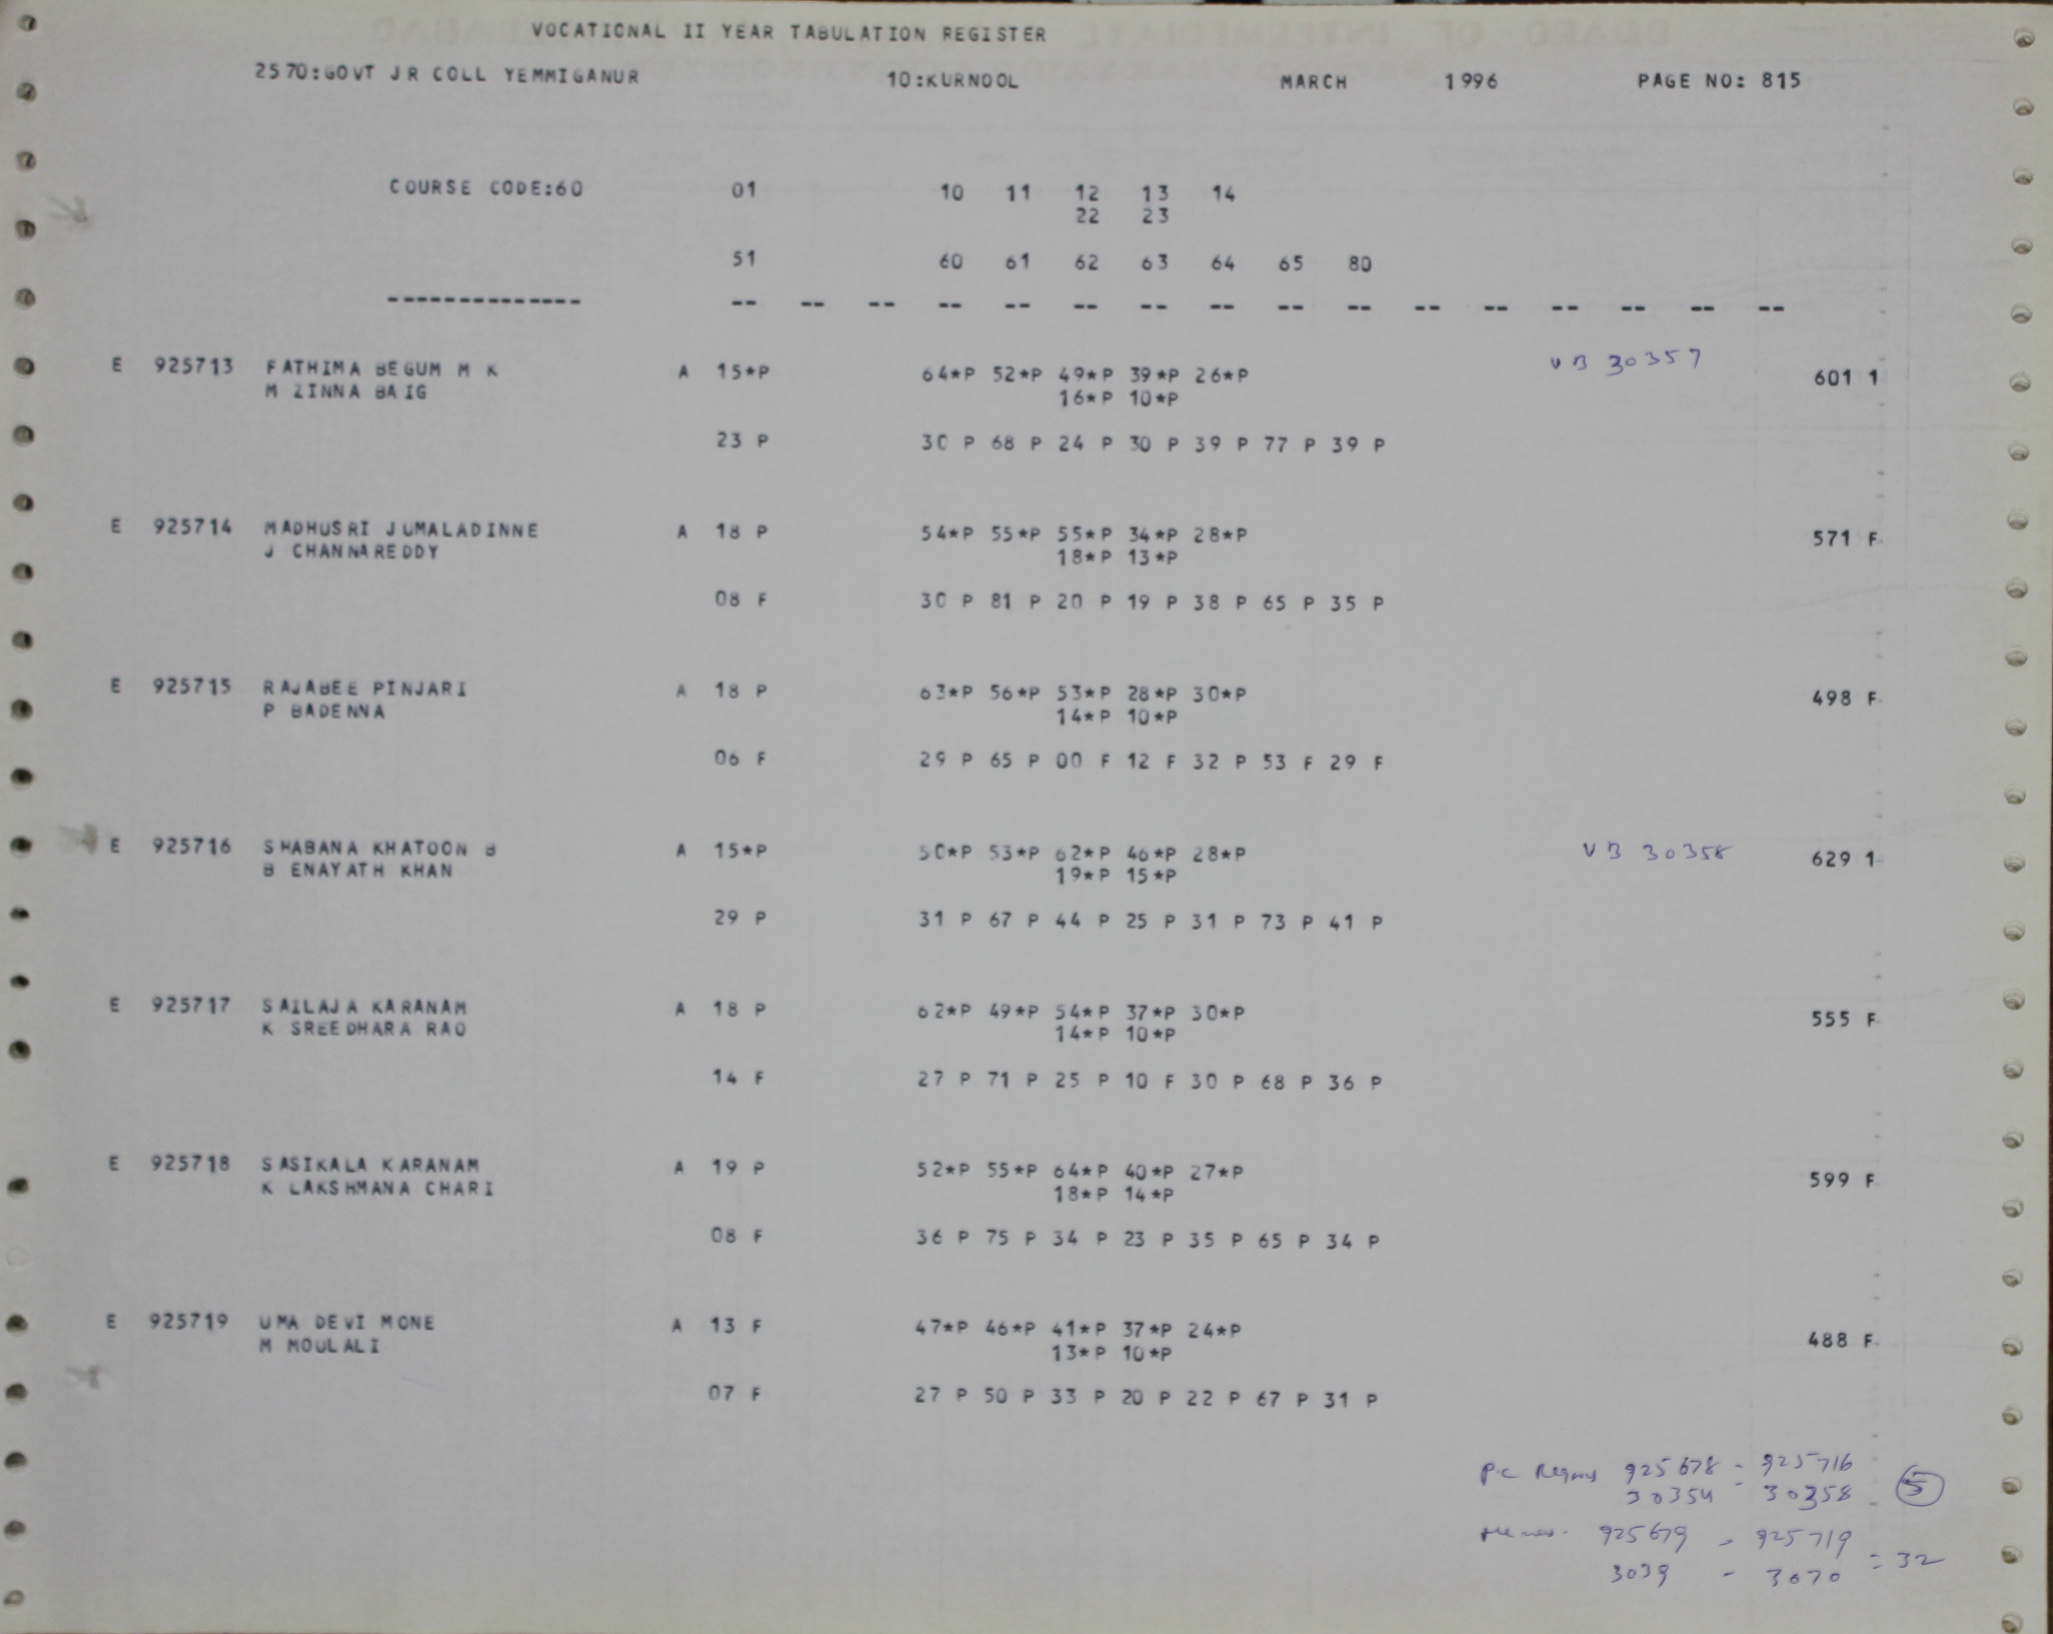 VOCATIONAL II YEAR TABULATION REGISTER
2570:GOVT JR COLL YEMMIGANUR 10:KURNOOL MARCH 1996 PAGE NO: 815
COURSE CODE:60 01 10 11 12 13 14
22 23
51 60 61 62 63 64 65 80
-------------- -- -- -- -- -- -- -- -- -- -- -- -- -- -- -- --
E 925713 FATHIMA BEGUM M K A 15*P 64*P 52*P 49*P 39*P 26*P VB 30357 601 1
M ZINNA BAIG 16*P 10*P
23 P 30 P 68 P 24 P 30 P 39 P 77 P 39 P
E 925714 MADHUSRI JUMALADINNE A 18 P 54*P 55*P 55*P 34*P 28*P 571 F
J CHANNAREDDY 18*P 13*P
08 F 30 P 81 P 20 P 19 P 38 P 65 P 35 P
E 925715 RAJABEE PINJARI A 18 P 63*P 56*P 53*P 28*P 30*P 498 F
P BADENNA 14*P 10*P
06 F 29 P 65 P 00 F 12 F 32 P 53 F 29 F
E 925716 SHABANA KHATOON B A 15*P 50*P 53*P 62*P 46*P 28*P VB 30358 629 1
B ENAYATH KHAN 19*P 15*P
29 P 31 P 67 P 44 P 25 P 31 P 73 P 41 P
E 925717 SAILAJA KARANAM A 18 P 62*P 49*P 54*P 37*P 30*P 555 F
K SREEDHARA RAO 14*P 10*P
14 F 27 P 71 P 25 P 10 F 30 P 68 P 36 P
E 925718 SASIKALA KARANAM A 19 P 52*P 55*P 64*P 40*P 27*P 599 F
K LAKSHMANA CHARI 18*P 14*P
08 F 36 P 75 P 34 P 23 P 35 P 65 P 34 P
E 925719 UMA DEVI MONE A 13 F 47*P 46*P 41*P 37*P 24*P 488 F
M MOULALI 13*P 10*P
07 F 27 P 50 P 33 P 20 P 22 P 67 P 31 P
P.C 925678 - 925716
30354 - 30358 5
925679 - 925719
3039 - 3070 = 32